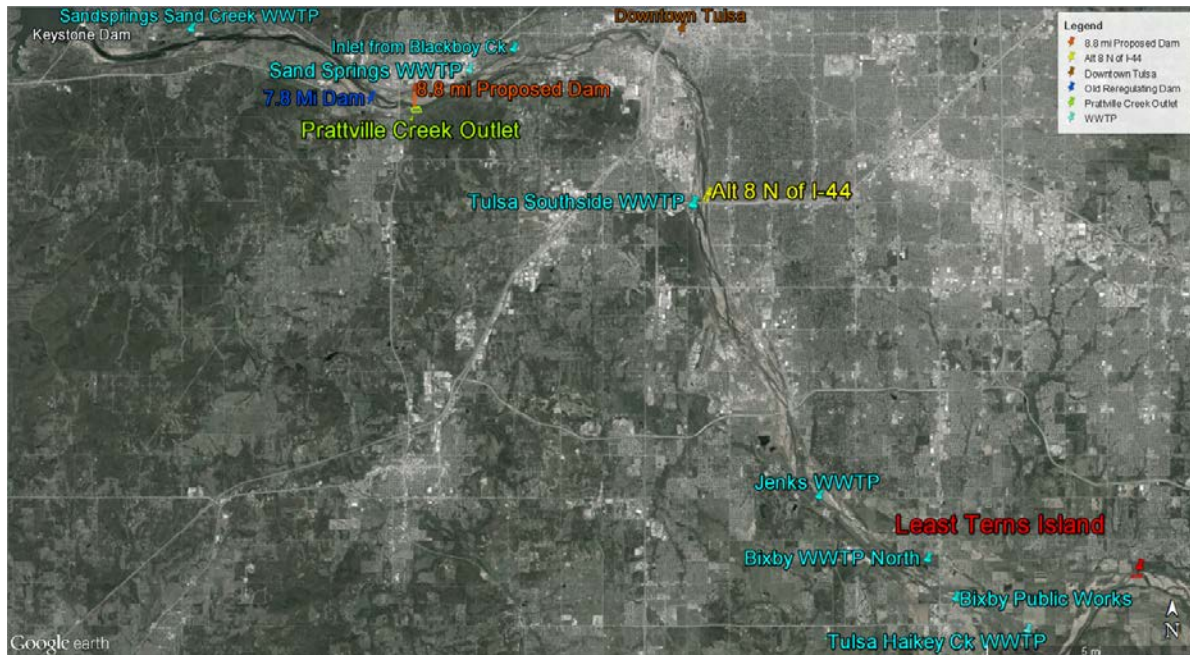 Sandsprings Sand Creek WWTP
Keystone Dam
Inlet from Blackboy Ck
Downtown Tulsa
Sand Springs WWTP
7.8 Mi Dam
8.8 mi Proposed Dam
Prattville Creek Outlet
Tulsa Southside WWTP
Alt 8 N of I-44
Jenks WWTP
Least Terns Island
Bixby WWTP North
Bixby Public Works
Tulsa Haikey Ck WWTP
Legend
8.8 mi Proposed Dam
Alt 8 N of I-44
Downtown Tulsa
Old Reregulating Dam
Prattville Creek Outlet
WWTP
N
5 mi
Google earth